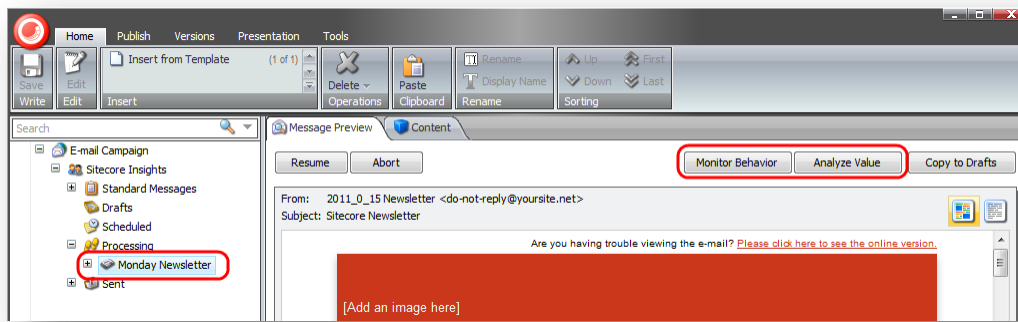 Home Publish Versions Presentation Tools
Insert from Template (1 of 1)
Save Edit Delete Paste Rename Display Name Up First Down Last
Write Edit Insert Operations Clipboard Rename Sorting
Search
E-mail Campaign
Sitecore Insights
Standard Messages
Drafts
Scheduled
Processing
Monday Newsletter
Sent
Message Preview Content
Resume Abort Monitor Behavior Analyze Value Copy to Drafts
From: 2011_0_15 Newsletter <do-not-reply@yoursite.net>
Subject: Sitecore Newsletter
Are you having trouble viewing the e-mail? Please click here to see the online version.
[Add an image here]